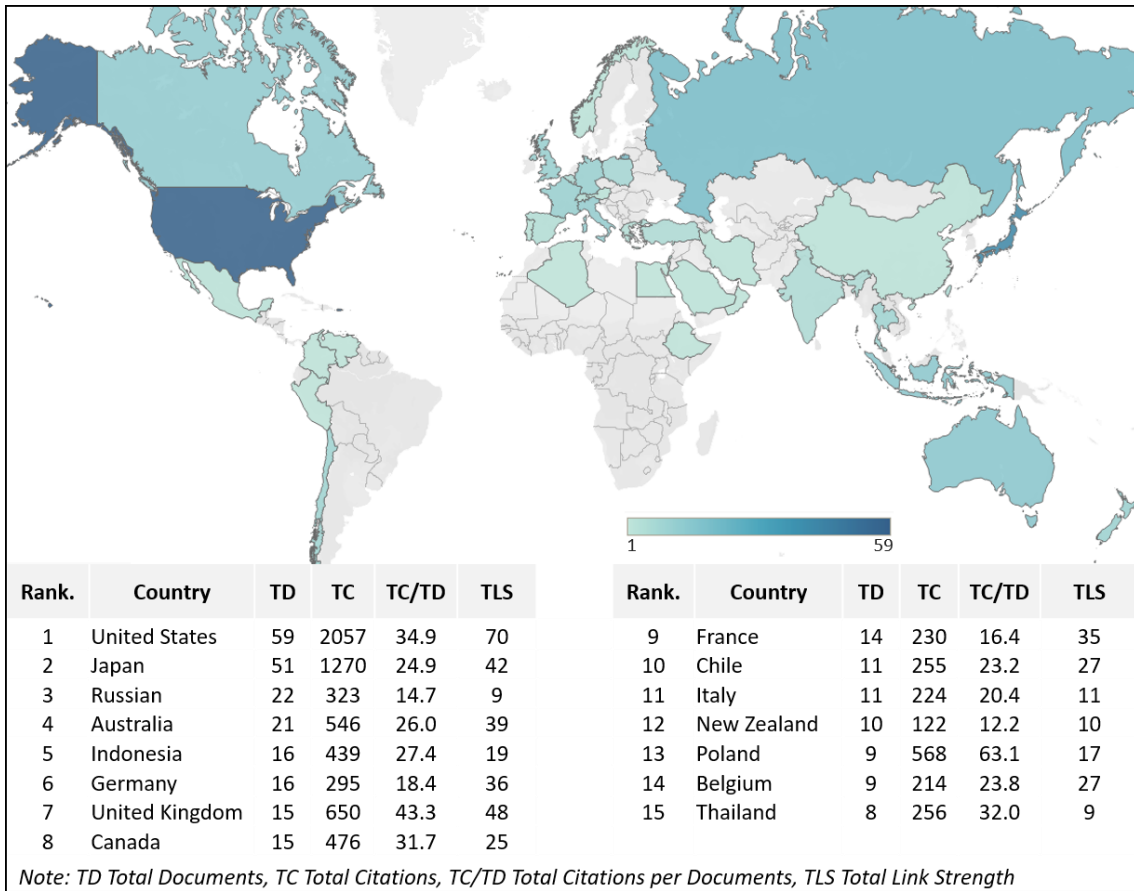 1 59
Rank. Country TD TC TC/TD TLS
1 United States 59 2057 34.9 70
2 Japan 51 1270 24.9 42
3 Russian 22 323 14.7 9
4 Australia 21 546 26.0 39
5 Indonesia 16 439 27.4 19
6 Germany 16 295 18.4 36
7 United Kingdom 15 650 43.3 48
8 Canada 15 476 31.7 25
Rank. Country TD TC TC/TD TLS
9 France 14 230 16.4 35
10 Chile 11 255 23.2 27
11 Italy 11 224 20.4 11
12 New Zealand 10 122 12.2 10
13 Poland 9 568 63.1 17
14 Belgium 9 214 23.8 27
15 Thailand 8 256 32.0 9
Note: TD Total Documents, TC Total Citations, TC/TD Total Citations per Documents, TLS Total Link Strength